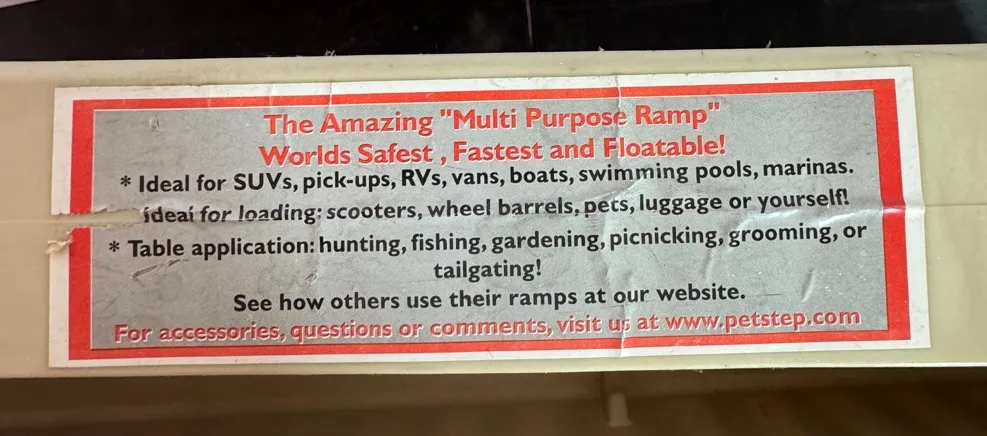 The Amazing "Multi Purpose Ramp"
Worlds Safest , Fastest and Floatable!
* Ideal for SUVs, pick-ups, RVs, vans, boats, swimming pools, marinas.
ideal for loading: scooters, wheel barrels, pets, luggage or yourself!
* Table application: hunting, fishing, gardening, picnicking, grooming, or
tailgating!
See how others use their ramps at our website.
For accessories, questions or comments, visit us at www.petstep.com